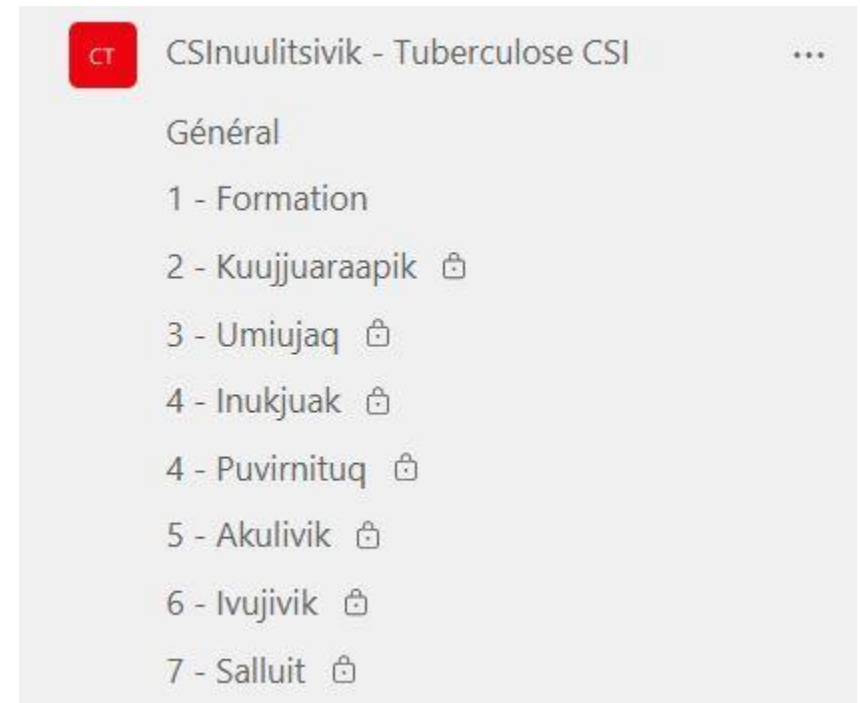 CT CSInuulitsivik - Tuberculose CSI ...
Général
1 - Formation
2 - Kuujjuaraapik
3 - Umiujaq
4 - Inukjuak
4 - Puvirnituq
5 - Akulivik
6 - Ivujivik
7 - Salluit